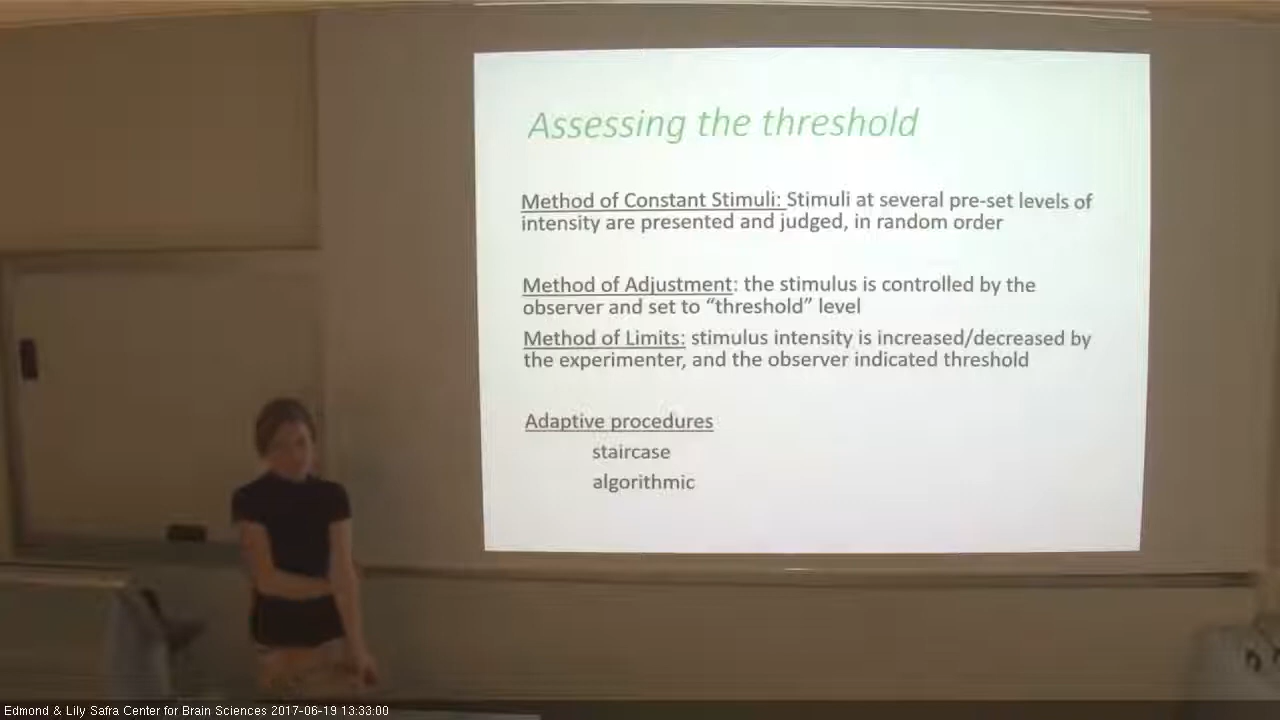 Assessing the threshold
Method of Constant Stimuli: Stimuli at several pre-set levels of
intensity are presented and judged, in random order
Method of Adjustment: the stimulus is controlled by the
observer and set to “threshold” level
Method of Limits: stimulus intensity is increased/decreased by
the experimenter, and the observer indicated threshold
Adaptive procedures
staircase
algorithmic
Edmond & Lily Safra Center for Brain Sciences 2017-06-19 13:33:00